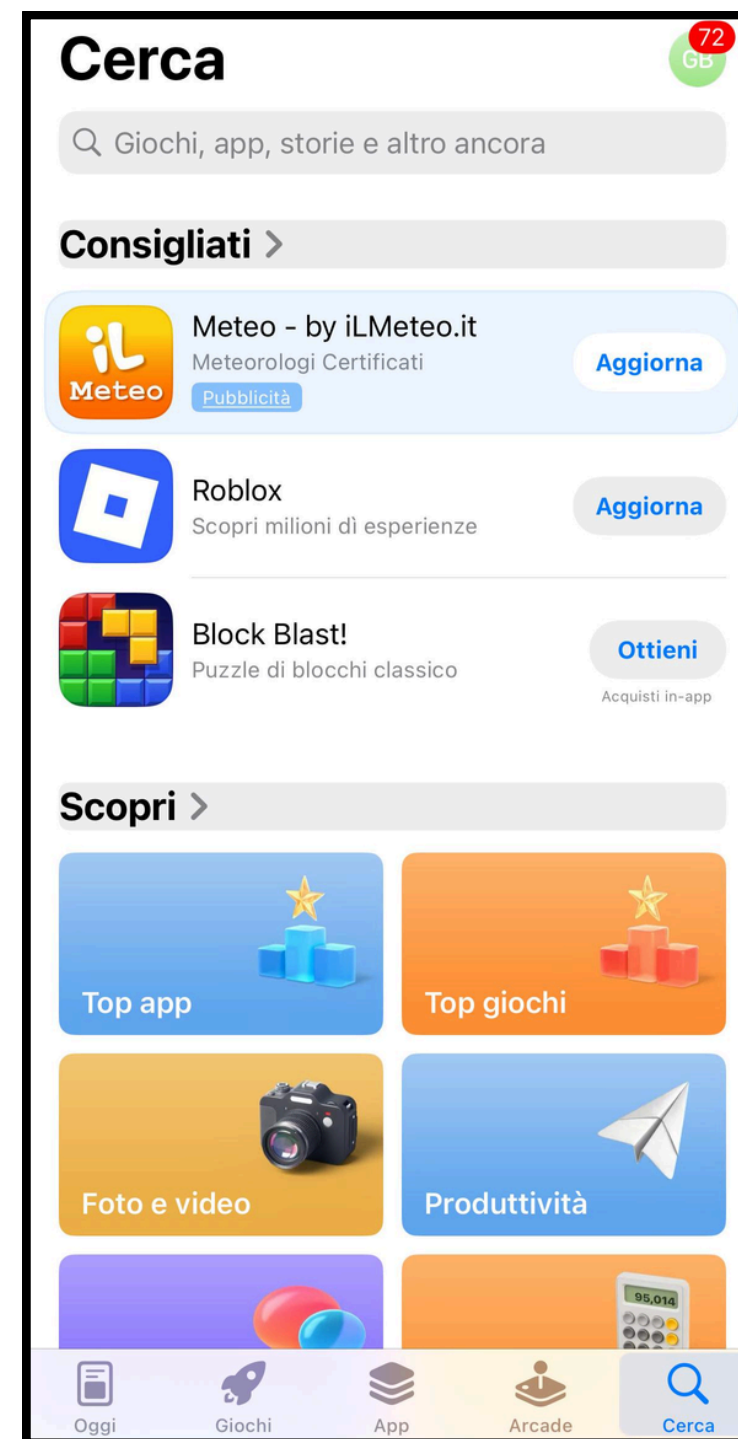 Cerca
72
GB
Giochi, app, storie e altro ancora
Consigliati >
iL
Meteo
Meteo - by iLMeteo.it
Meteorologi Certificati
Pubblicità
Aggiorna
Roblox
Scopri milioni dì esperienze
Aggiorna
Block Blast!
Puzzle di blocchi classico
Ottieni
Acquisti in-app
Scopri >
Top app
Top giochi
Foto e video
Produttività
95,014
Oggi
Giochi
App
Arcade
Cerca